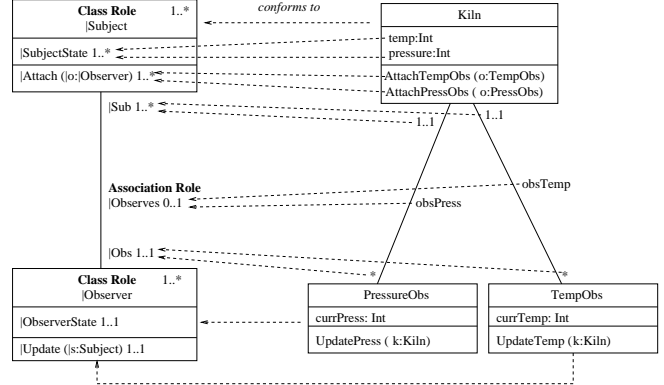 Class Role 1..*
|Subject
conforms to
Kiln
|SubjectState 1..*
temp:Int
pressure:Int
|Attach (|o:|Observer) 1..*
AttachTempObs (o:TempObs)
AttachPressObs ( o:PressObs)
|Sub 1..*
1..1
1..1
Association Role
|Observes 0..1
obsTemp
obsPress
|Obs 1..1
*
*
Class Role 1..*
|Observer
PressureObs
TempObs
|ObserverState 1..1
currPress: Int
currTemp: Int
|Update (|s:Subject) 1..1
UpdatePress ( k:Kiln)
UpdateTemp (k:Kiln)